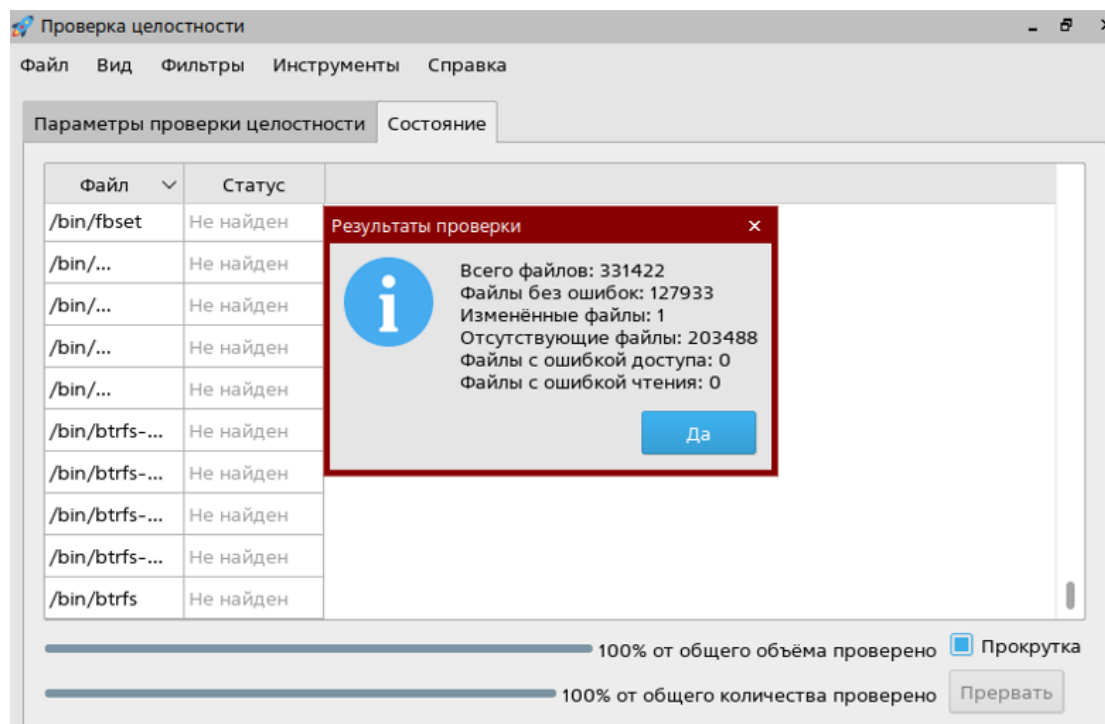 Проверка целостности
Файл Вид Фильтры Инструменты Справка
Параметры проверки целостности Состояние
Файл Статус
/bin/fbset Не найден
/bin/... Не найден
/bin/... Не найден
/bin/... Не найден
/bin/... Не найден
/bin/btrfs-... Не найден
/bin/btrfs-... Не найден
/bin/btrfs-... Не найден
/bin/btrfs-... Не найден
/bin/btrfs Не найден
Результаты проверки
Всего файлов: 331422
Файлы без ошибок: 127933
Изменённые файлы: 1
Отсутствующие файлы: 203488
Файлы с ошибкой доступа: 0
Файлы с ошибкой чтения: 0
Да
100% от общего объёма проверено Прокрутка
100% от общего количества проверено Прервать